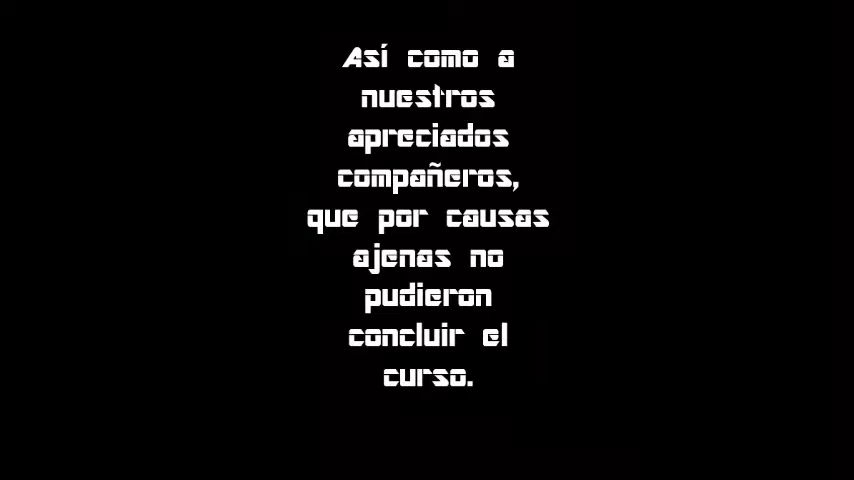 Así como a
nuestros
apreciados
compañeros,
que por causas
ajenas no
pudieron
concluir el
curso.